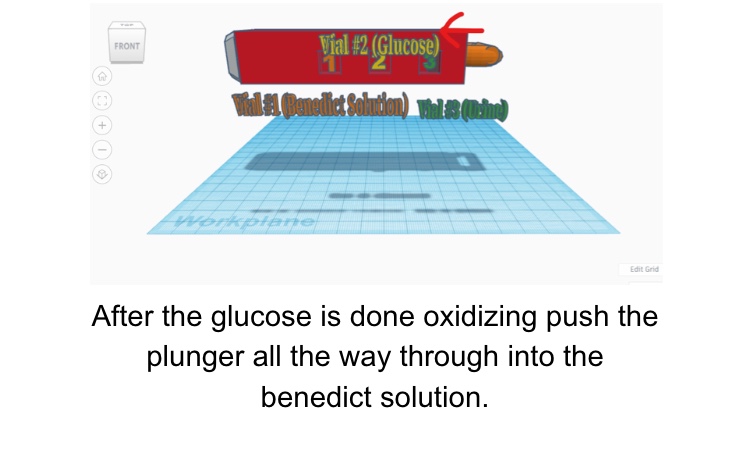 FRONT
Vial #2 (Glucose)
1 2 3
Vial #1 (Benedict Solution) Vial #3 (Urine)
Workplane
Edit Grid
After the glucose is done oxidizing push the
plunger all the way through into the
benedict solution.